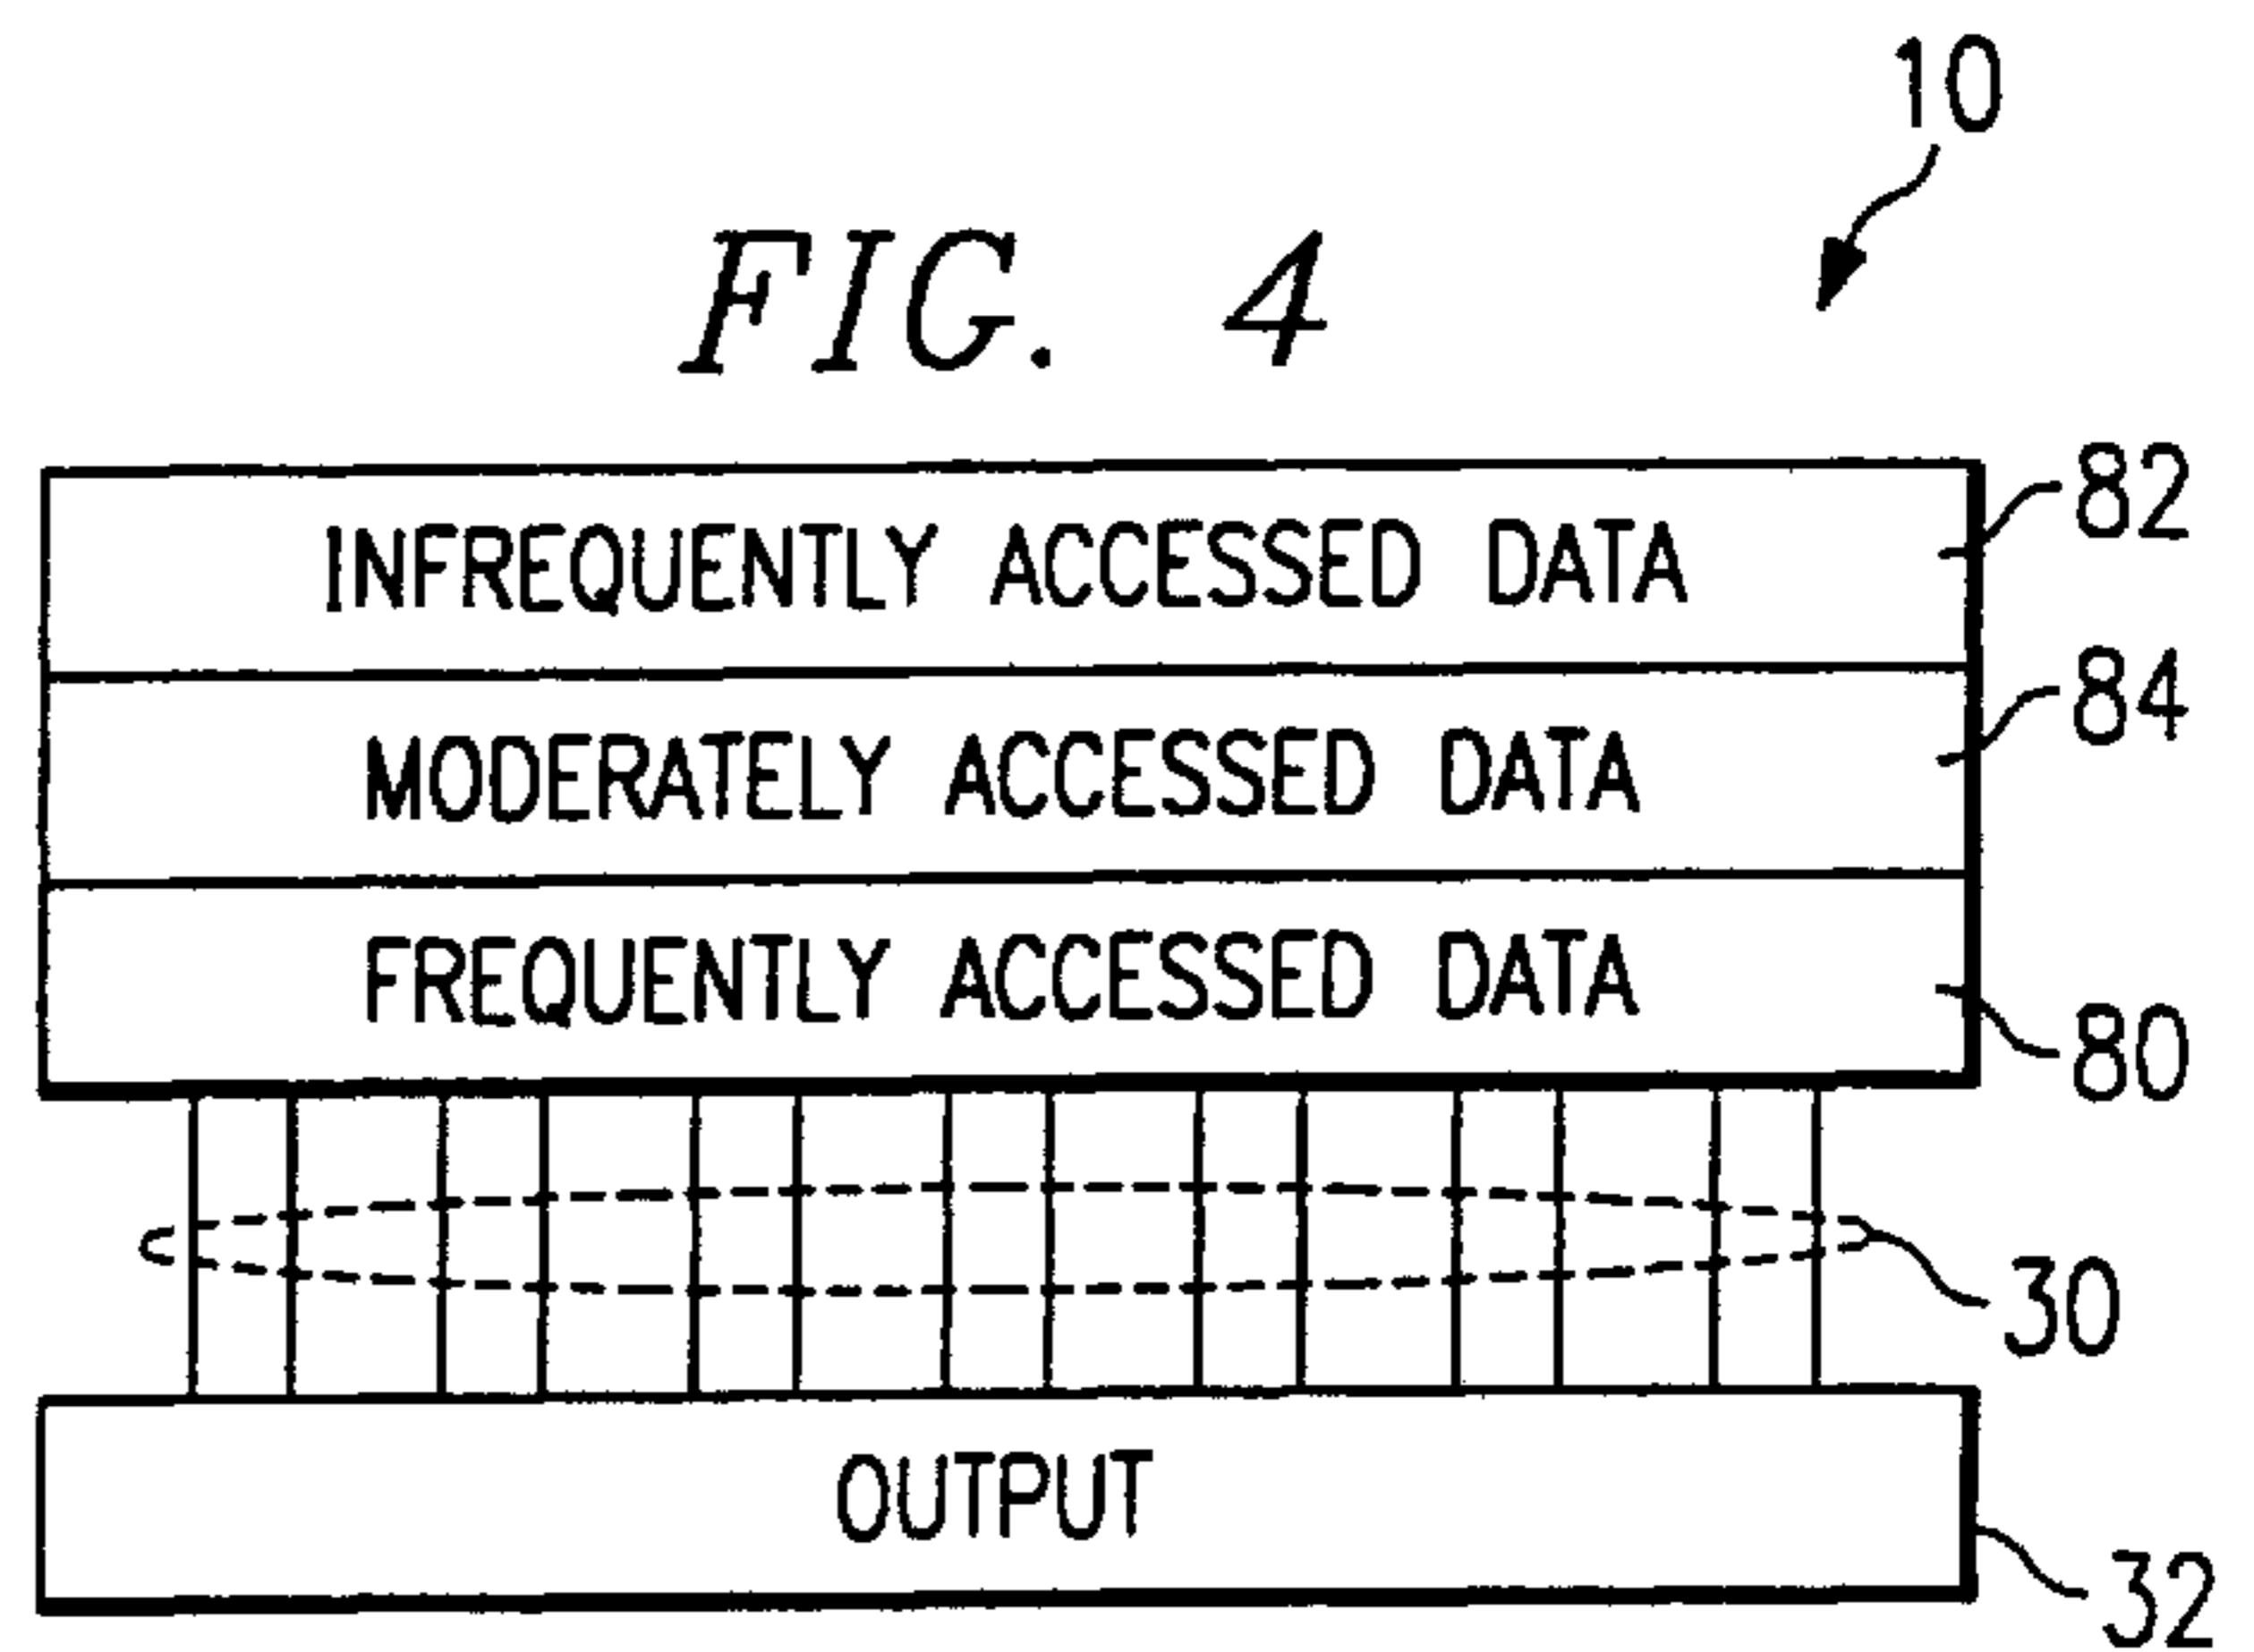 10
FIG. 4
INFREQUENTLY ACCESSED DATA
82
MODERATELY ACCESSED DATA
84
FREQUENTLY ACCESSED DATA
80
30
OUTPUT
32